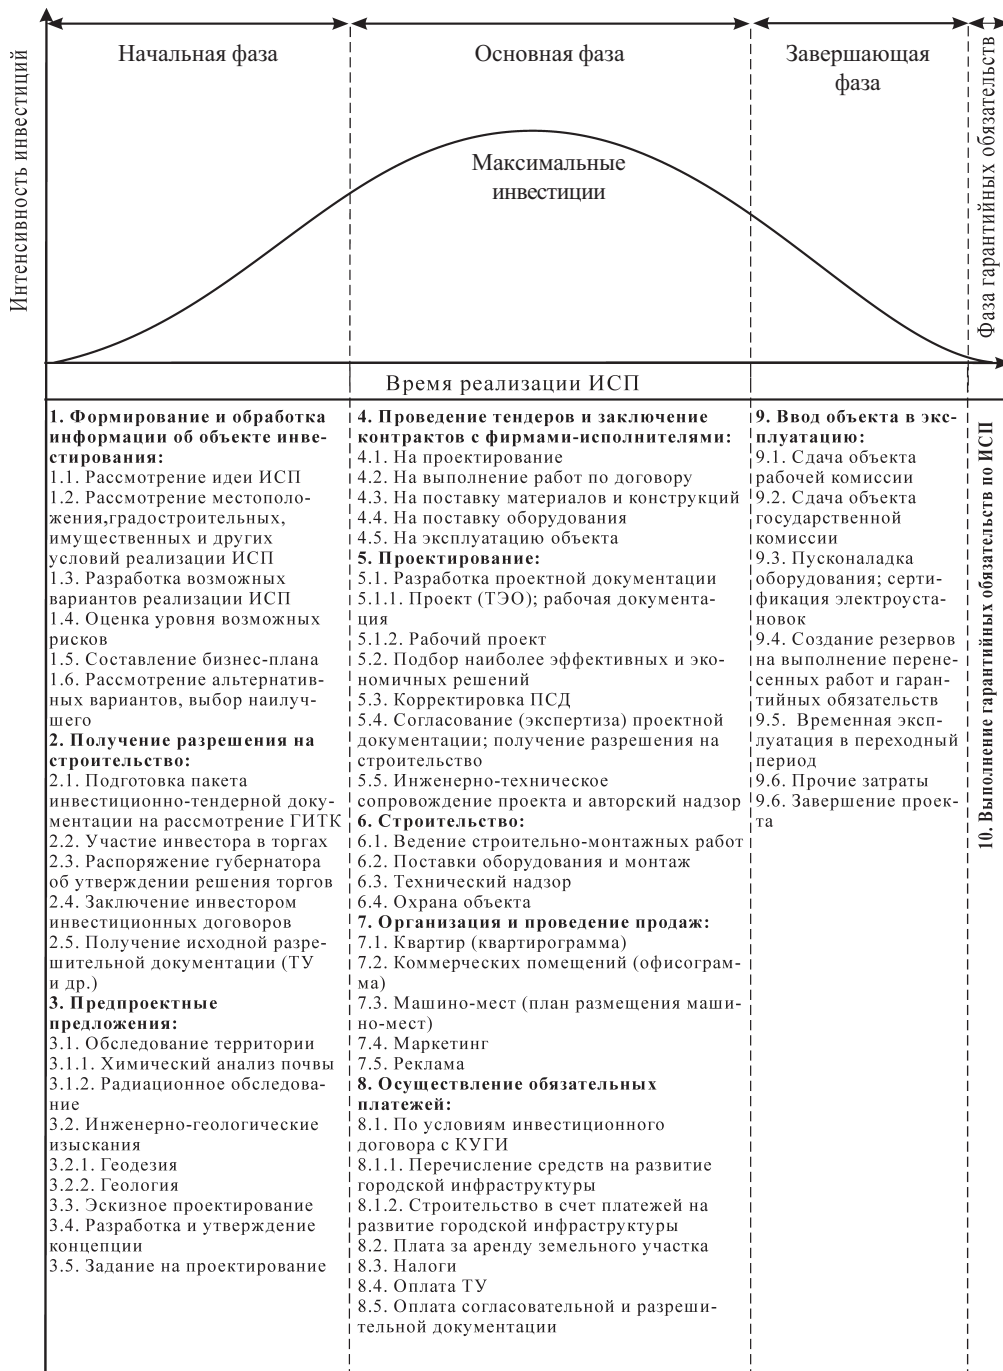 Начальная фаза
Основная фаза
Завершающая
фаза
Фаза гарантийных обязательств
Интенсивность инвестиций
Максимальные
инвестиции
Время реализации ИСП
1. Формирование и обработка
информации об объекте инве-
стирования:
1.1. Рассмотрение идеи ИСП
1.2. Рассмотрение местополо-
жения,градостроительных,
имущественных и других
условий реализации ИСП
1.3. Разработка возможных
вариантов реализации ИСП
1.4. Оценка уровня возможных
рисков
1.5. Составление бизнес-плана
1.6. Рассмотрение альтернатив-
ных вариантов, выбор наилуч-
шего
2. Получение разрешения на
строительство:
2.1. Подготовка пакета
инвестиционно-тендерной доку-
ментации на рассмотрение ГИТК
2.2. Участие инвестора в торгах
2.3. Распоряжение губернатора
об утверждении решения торгов
2.4. Заключение инвестором
инвестиционных договоров
2.5. Получение исходной разре-
шительной документации (ТУ
и др.)
3. Предпроектные
предложения:
3.1. Обследование территории
3.1.1. Химический анализ почвы
3.1.2. Радиационное обследова-
ние
3.2. Инженерно-геологические
изыскания
3.2.1. Геодезия
3.2.2. Геология
3.3. Эскизное проектирование
3.4. Разработка и утверждение
концепции
3.5. Задание на проектирование
4. Проведение тендеров и заключение
контрактов с фирмами-исполнителями:
4.1. На проектирование
4.2. На выполнение работ по договору
4.3. На поставку материалов и конструкций
4.4. На поставку оборудования
4.5. На эксплуатацию объекта
5. Проектирование:
5.1. Разработка проектной документации
5.1.1. Проект (ТЭО); рабочая документа-
ция
5.1.2. Рабочий проект
5.2. Подбор наиболее эффективных и эко-
номичных решений
5.3. Корректировка ПСД
5.4. Согласование (экспертиза) проектной
документации; получение разрешения на
строительство
5.5. Инженерно-техническое
сопровождение проекта и авторский надзор
6. Строительство:
6.1. Ведение строительно-монтажных работ
6.2. Поставки оборудования и монтаж
6.3. Технический надзор
6.4. Охрана объекта
7. Организация и проведение продаж:
7.1. Квартир (квартирограмма)
7.2. Коммерческих помещений (офисограм-
ма)
7.3. Машино-мест (план размещения маши-
но-мест)
7.4. Маркетинг
7.5. Реклама
8. Осуществление обязательных
платежей:
8.1. По условиям инвестиционного
договора с КУГИ
8.1.1. Перечисление средств на развитие
городской инфраструктуры
8.1.2. Строительство в счет платежей на
развитие городской инфраструктуры
8.2. Плата за аренду земельного участка
8.3. Налоги
8.4. Оплата ТУ
8.5. Оплата согласовательной и разреши-
тельной документации
9. Ввод объекта в экс-
плуатацию:
9.1. Сдача объекта
рабочей комиссии
9.2. Сдача объекта
государственной
комиссии
9.3. Пусконаладка
оборудования; серти-
фикация электроуста-
новок
9.4. Создание резервов
на выполнение перене-
сенных работ и гаран-
тийных обязательств
9.5. Временная эксп-
луатация в переходный
период
9.6. Прочие затраты
9.6. Завершение проек-
та
10. Выполнение гарантийных обязательств по ИСП